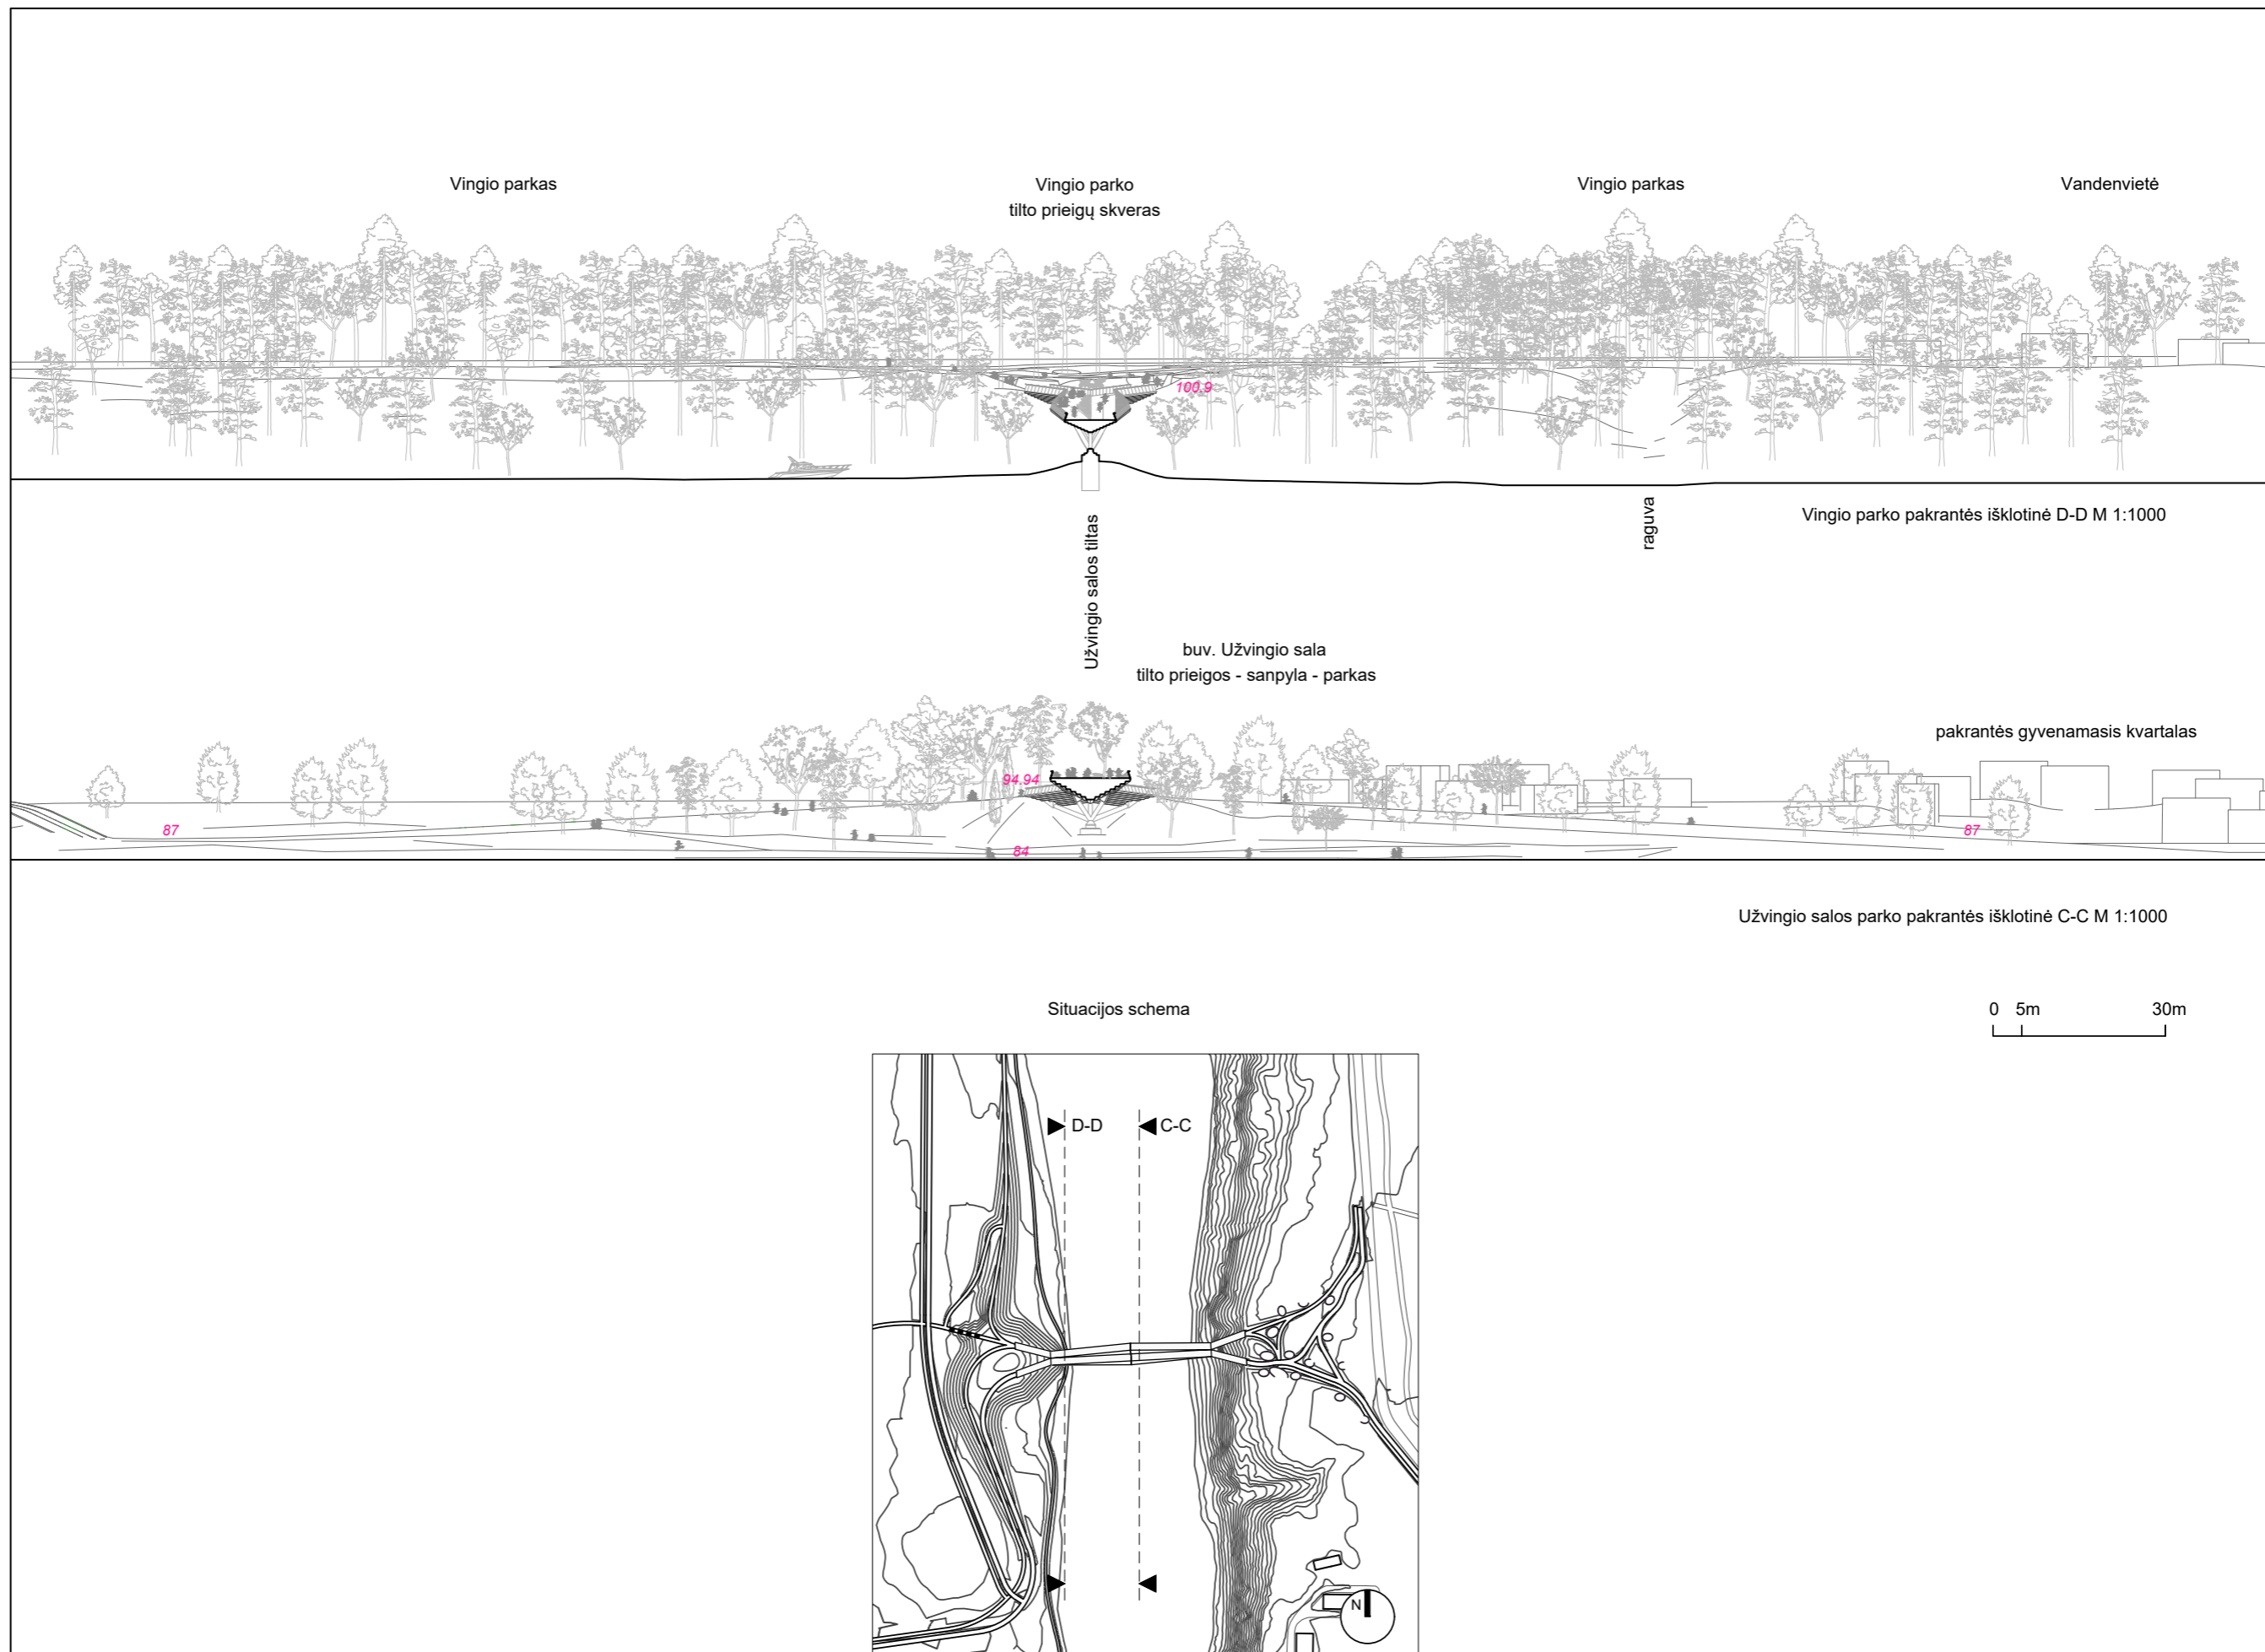 Vingio parkas
Vingio parko
tilto prieigų skveras
Vingio parkas
Vandenvietė
100,9
Užvingio salos tiltas
raguva
Vingio parko pakrantės išklotinė D-D M 1:1000
buv. Užvingio sala
tilto prieigos - sanpyla - parkas
pakrantės gyvenamasis kvartalas
94,94
87
87
84
Užvingio salos parko pakrantės išklotinė C-C M 1:1000
Situacijos schema
0 5m 30m
D-D
C-C
N